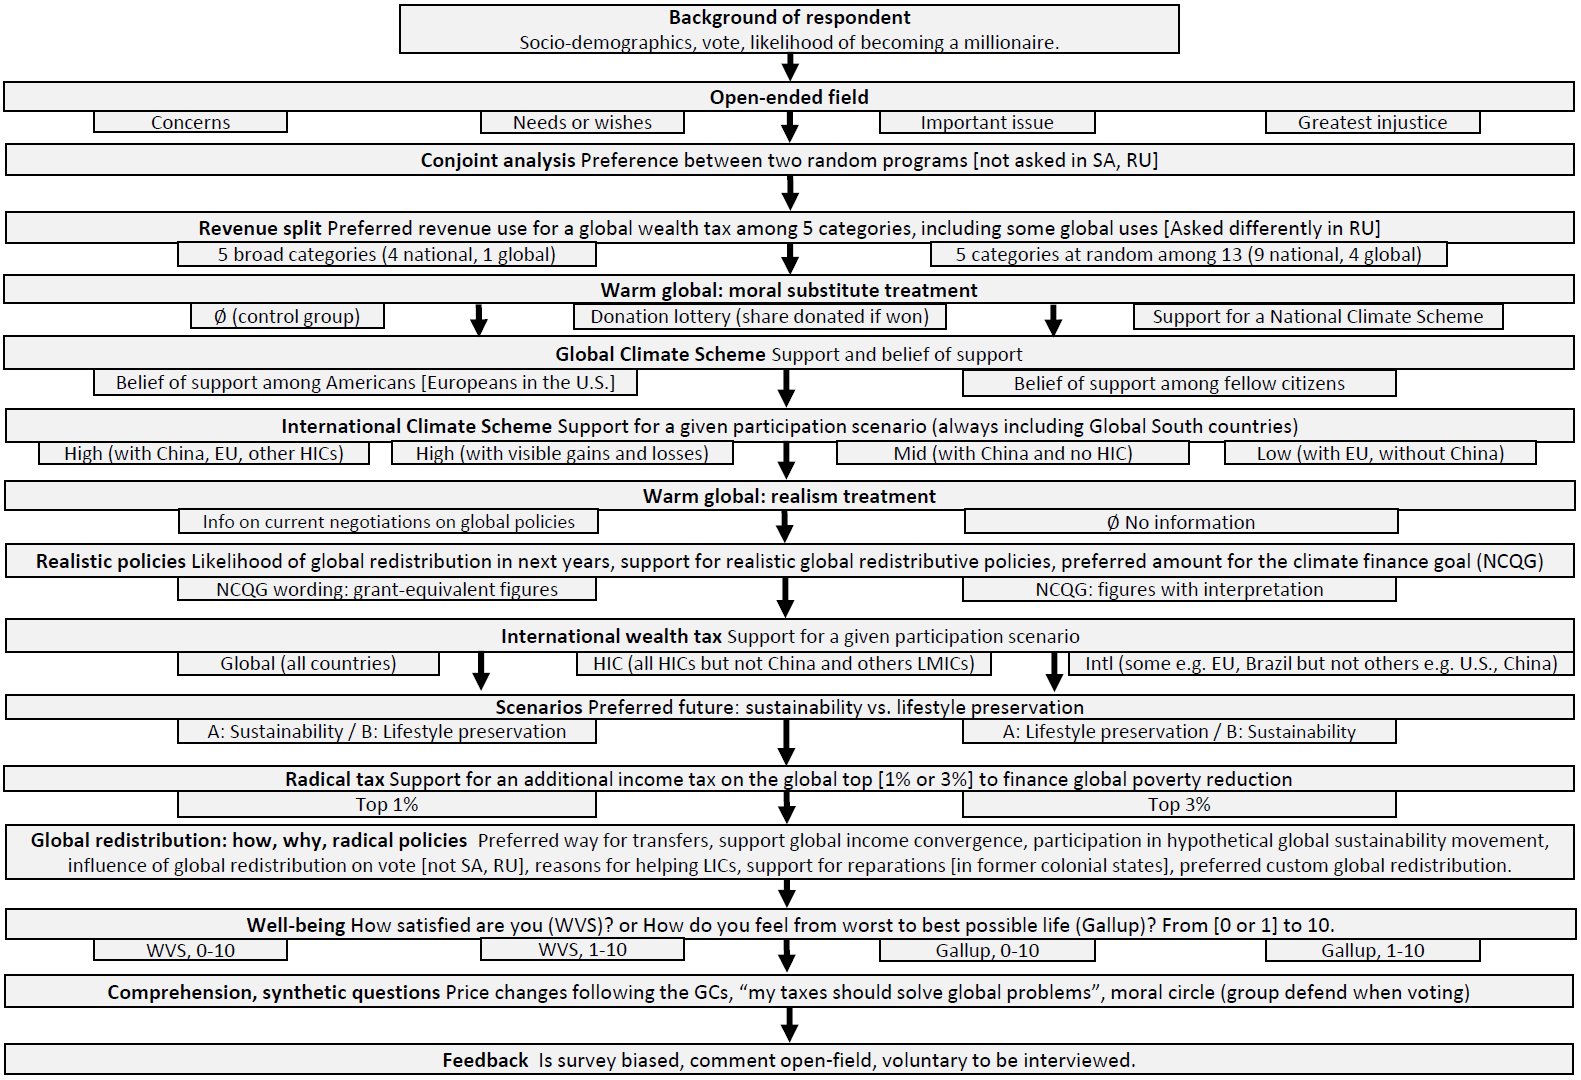 Background of respondent
Socio-demographics, vote, likelihood of becoming a millionaire.
Open-ended field
Concerns
Needs or wishes
Important issue
Greatest injustice
Conjoint analysis Preference between two random programs [not asked in SA, RU]
Revenue split Preferred revenue use for a global wealth tax among 5 categories, including some global uses [Asked differently in RU]
5 broad categories (4 national, 1 global)
5 categories at random among 13 (9 national, 4 global)
Warm global: moral substitute treatment
Ø (control group)
Donation lottery (share donated if won)
Support for a National Climate Scheme
Global Climate Scheme Support and belief of support
Belief of support among Americans [Europeans in the U.S.]
Belief of support among fellow citizens
International Climate Scheme Support for a given participation scenario (always including Global South countries)
High (with China, EU, other HICs)
High (with visible gains and losses)
Mid (with China and no HIC)
Low (with EU, without China)
Warm global: realism treatment
Info on current negotiations on global policies
Ø No information
Realistic policies Likelihood of global redistribution in next years, support for realistic global redistributive policies, preferred amount for the climate finance goal (NCQG)
NCQG wording: grant-equivalent figures
NCQG: figures with interpretation
International wealth tax Support for a given participation scenario
Global (all countries)
HIC (all HICs but not China and others LMICs)
Intl (some e.g. EU, Brazil but not others e.g. U.S., China)
Scenarios Preferred future: sustainability vs. lifestyle preservation
A: Sustainability / B: Lifestyle preservation
A: Lifestyle preservation / B: Sustainability
Radical tax Support for an additional income tax on the global top [1% or 3%] to finance global poverty reduction
Top 1%
Top 3%
Global redistribution: how, why, radical policies Preferred way for transfers, support global income convergence, participation in hypothetical global sustainability movement,
influence of global redistribution on vote [not SA, RU], reasons for helping LICs, support for reparations [in former colonial states], preferred custom global redistribution.
Well-being How satisfied are you (WVS)? or How do you feel from worst to best possible life (Gallup)? From [0 or 1] to 10.
WVS, 0-10
WVS, 1-10
Gallup, 0-10
Gallup, 1-10
Comprehension, synthetic questions Price changes following the GCs, “my taxes should solve global problems”, moral circle (group defend when voting)
Feedback Is survey biased, comment open-field, voluntary to be interviewed.